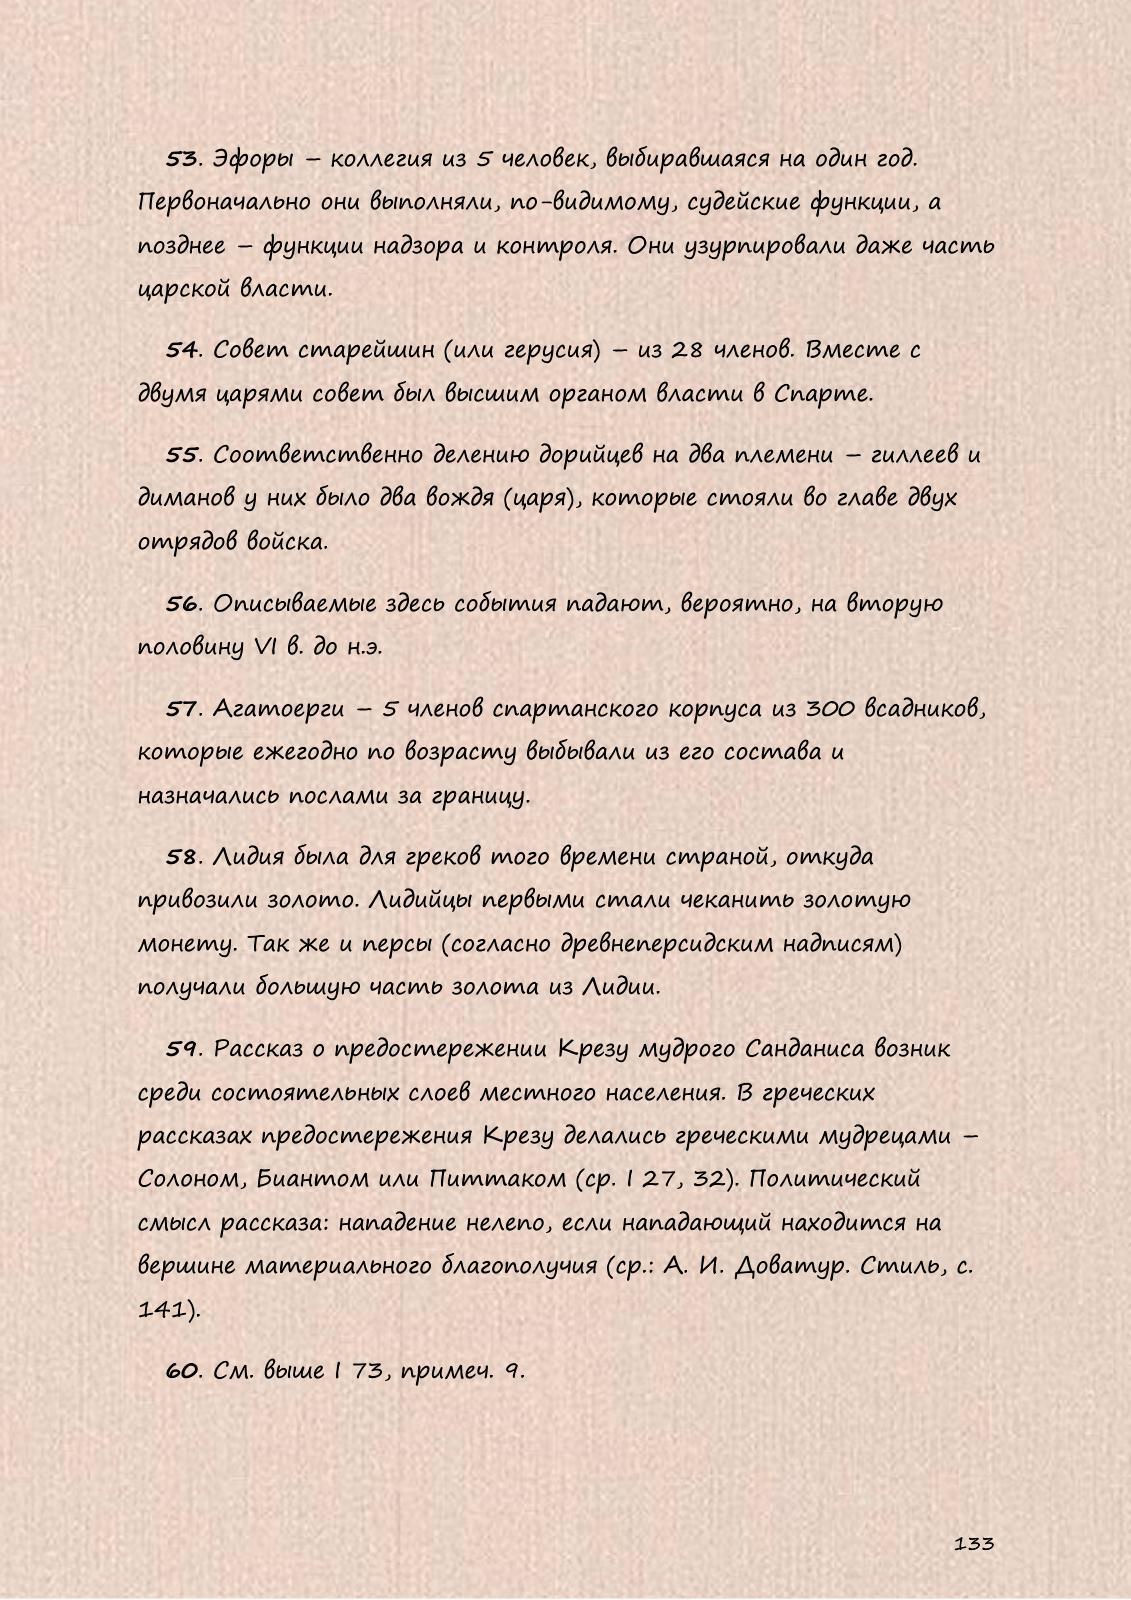 53. Эфоры – коллегия из 5 человек, выбиравшаяся на один год.
Первоначально они выполняли, по-видимому, судейские функции, а
позднее – функции надзора и контроля. Они узурпировали даже часть
царской власти.
54. Совет старейшин (или герусия) – из 28 членов. Вместе с
двумя царями совет был высшим органом власти в Спарте.
55. Соответственно делению дорийцев на два племени – гиллеев и
диманов у них было два вождя (царя), которые стояли во главе двух
отрядов войска.
56. Описываемые здесь события падают, вероятно, на вторую
половину VI в. до н.э.
57. Агатоерги – 5 членов спартанского корпуса из 300 всадников,
которые ежегодно по возрасту выбывали из его состава и
назначались послами за границу.
58. Лидия была для греков того времени страной, откуда
привозили золото. Лидийцы первыми стали чеканить золотую
монету. Так же и персы (согласно древнеперсидским надписям)
получали большую часть золота из Лидии.
59. Рассказ о предостережении Крезу мудрого Санданиса возник
среди состоятельных слоев местного населения. В греческих
рассказах предостережения Крезу делались греческими мудрецами –
Солоном, Биантом или Питтаком (ср. I 27, 32). Политический
смысл рассказа: нападение нелепо, если нападающий находится на
вершине материального благополучия (ср.: А. И. Доватур. Стиль, с.
141).
60. См. выше I 73, примеч. 9.
133